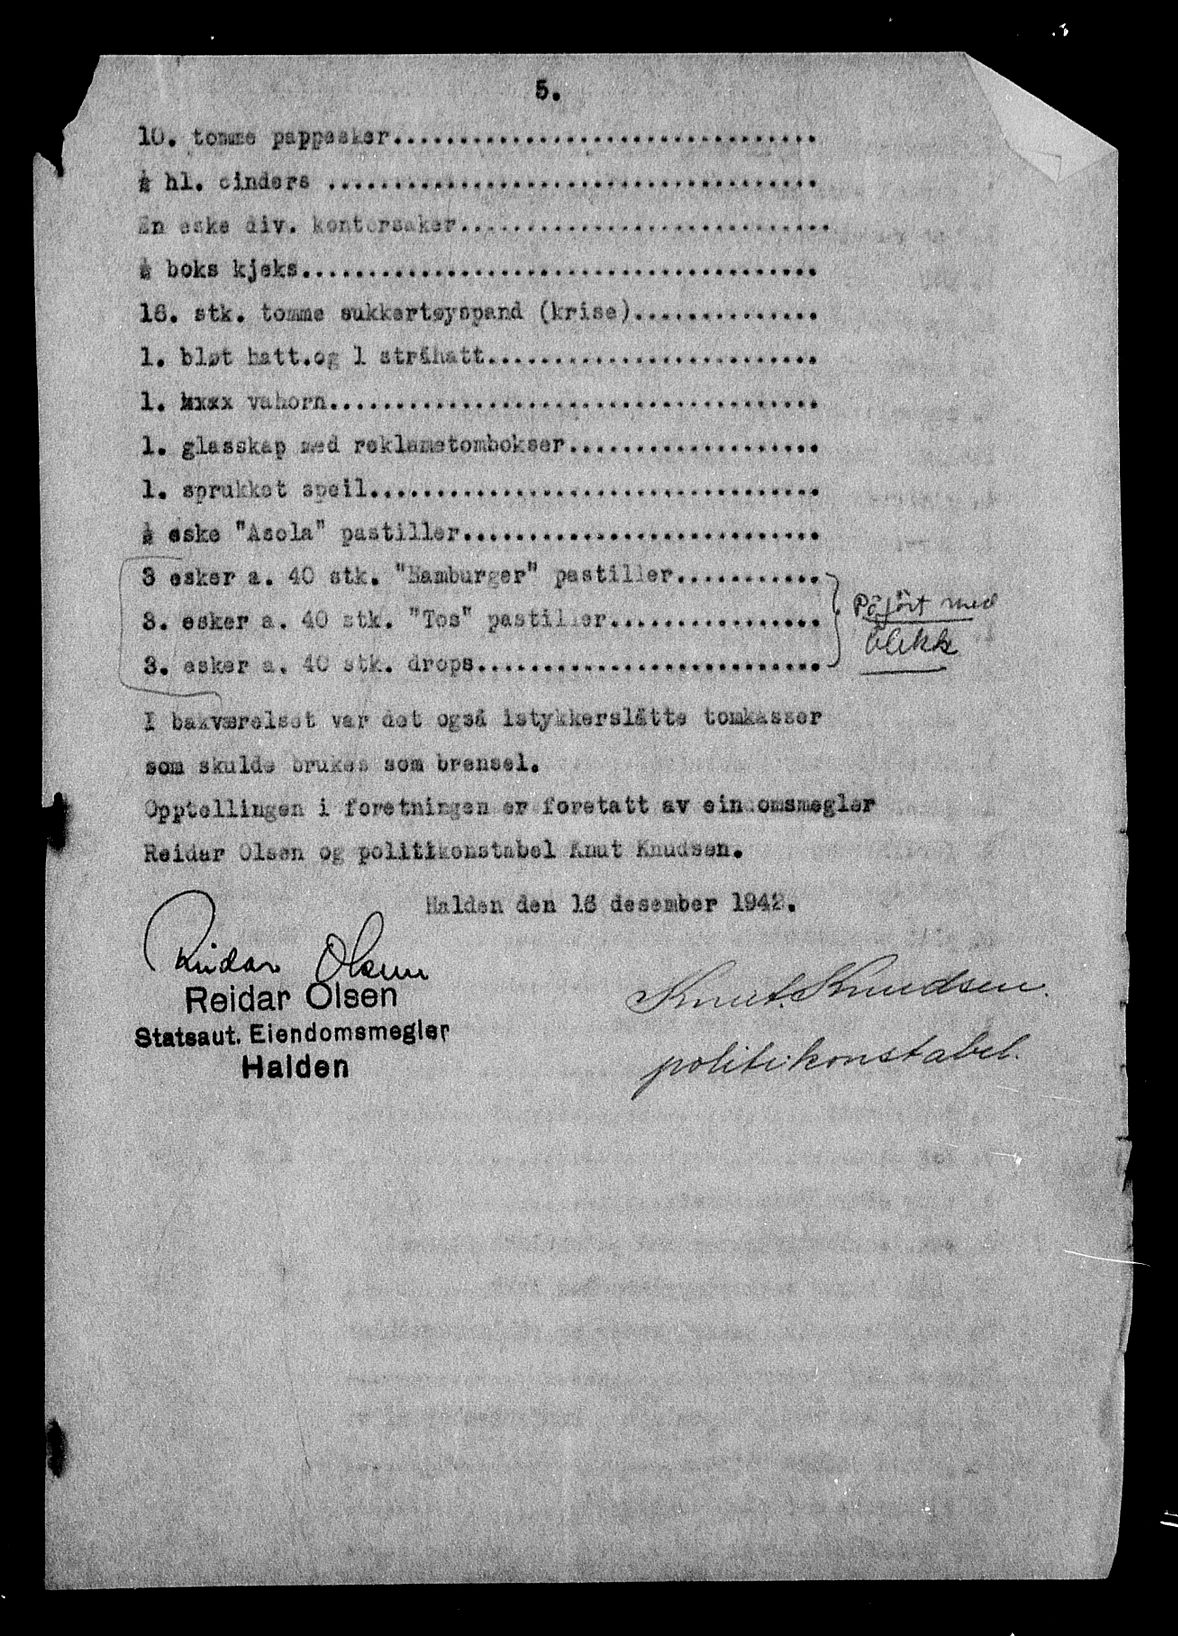 5.
10. tomme pappesker................................
½ hl. cinders .....................................
En eske div. kontorsaker............................
½ boks kjeks.......................................
16. stk. tomme sukkertøyspand (krise)..............
1. bløt hatt.og 1 stråhatt.........................
1. xxxx vahorn.....................................
1. glasskap med reklametombokser...................
1. sprukket speil..................................
½ eske "Asola" pastiller...........................
3 esker a. 40 stk. "Hamburger" pastiller...........
3. esker a. 40 stk. "Tos" pastiller................
3. esker a. 40 stk. drops..........................
Påført med
blekk
I bakværelset var det også istykkerslåtte tomkasser
som skulde brukes som brensel.
Opptellingen i foretningen er foretatt av eindomsmegler
Reidar Olsen og politikonstabel Knut Knudsen.
Halden den 16 desember 1942.
Reidar Olsen
Reidar Olsen
Statsaut. Eiendomsmegler
Halden
Knut. Knudsen.
politikonstabel.